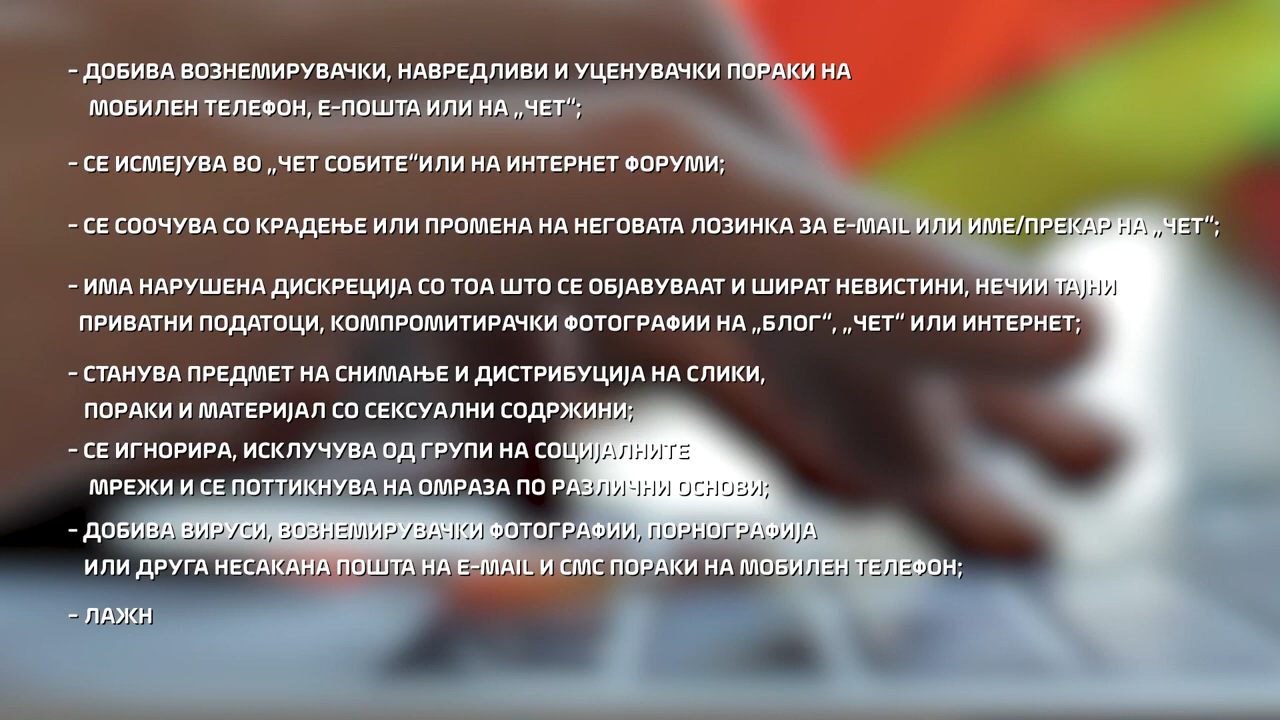 - ДОБИВА ВОЗНЕМИРУВАЧКИ, НАВРЕДЛИВИ И УЦЕНУВАЧКИ ПОРАКИ НА
МОБИЛЕН ТЕЛЕФОН, Е-ПОШТА ИЛИ НА „ЧЕТ“;
- СЕ ИСМЕЈУВА ВО „ЧЕТ СОБИТЕ“ИЛИ НА ИНТЕРНЕТ ФОРУМИ;
- СЕ СООЧУВА СО КРАДЕЊЕ ИЛИ ПРОМЕНА НА НЕГОВАТА ЛОЗИНКА ЗА E-MAIL ИЛИ ИМЕ/ПРЕКАР НА „ЧЕТ“;
- ИМА НАРУШЕНА ДИСКРЕЦИЈА СО ТОА ШТО СЕ ОБЈАВУВААТ И ШИРАТ НЕВИСТИНИ, НЕЧИИ ТАЈНИ
ПРИВАТНИ ПОДАТОЦИ, КОМПРОМИТИРАЧКИ ФОТОГРАФИИ НА „БЛОГ“, „ЧЕТ“ ИЛИ ИНТЕРНЕТ;
- СТАНУВА ПРЕДМЕТ НА СНИМАЊЕ И ДИСТРИБУЦИЈА НА СЛИКИ,
ПОРАКИ И МАТЕРИЈАЛ СО СЕКСУАЛНИ СОДРЖИНИ;
- СЕ ИГНОРИРА, ИСКЛУЧУВА ОД ГРУПИ НА СОЦИЈАЛНИТЕ
МРЕЖИ И СЕ ПОТТИКНУВА НА ОМРАЗА ПО РАЗЛИЧНИ ОСНОВИ;
- ДОБИВА ВИРУСИ, ВОЗНЕМИРУВАЧКИ ФОТОГРАФИИ, ПОРНОГРАФИЈА
ИЛИ ДРУГА НЕСАКАНА ПОШТА НА E-MAIL И СМС ПОРАКИ НА МОБИЛЕН ТЕЛЕФОН;
- ЛАЖН